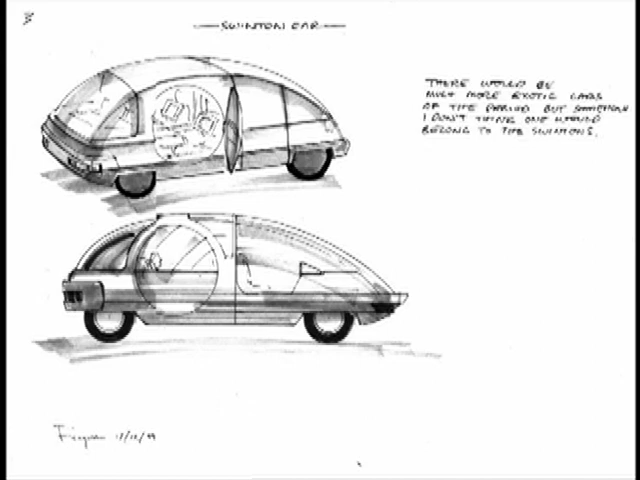 SWINTON CAR
THERE WOULD BE
MUCH MORE EXOTIC CARS
OF THE PERIOD BUT SOMEHOW
I DON'T THINK ONE WOULD
BELONG TO THE SWINTONS.